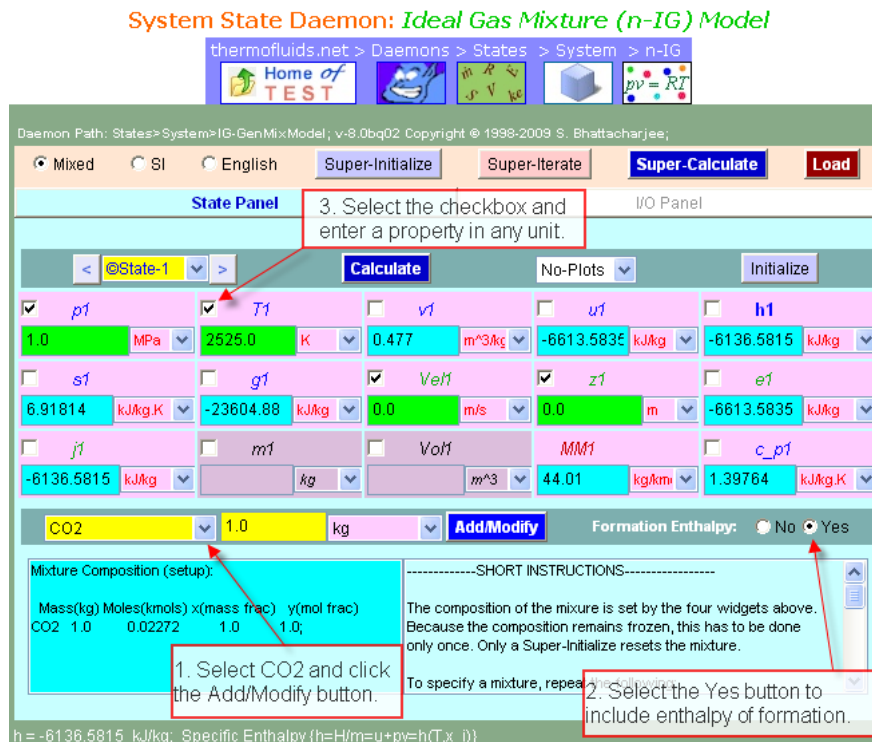 System State Daemon: Ideal Gas Mixture (n-IG) Model
thermofluids.net > Daemons > States > System > n-IG
Home of TEST
pv = RT
Daemon Path: States>System>IG-GenMixModel; v-8.0bq02 Copyright © 1998-2009 S. Bhattacharjee;
Mixed SI English Super-Initialize Super-Iterate Super-Calculate Load
State Panel I/O Panel
3. Select the checkbox and
enter a property in any unit.
< ©State-1 > Calculate No-Plots Initialize
p1 T1 v1 u1 h1
1.0 MPa 2525.0 K 0.477 m^3/kg -6613.5835 kJ/kg -6136.5815 kJ/kg
s1 g1 Vel1 z1 e1
6.91814 kJ/kg.K -23604.88 kJ/kg 0.0 m/s 0.0 m -6613.5835 kJ/kg
j1 m1 Vol1 MM1 c_p1
-6136.5815 kJ/kg kg m^3 44.01 kg/kmo 1.39764 kJ/kg.K
CO2 1.0 kg Add/Modify Formation Enthalpy: No Yes
Mixture Composition (setup):
Mass(kg) Moles(kmols) x(mass frac) y(mol frac)
CO2 1.0 0.02272 1.0 1.0;
-------------SHORT INSTRUCTIONS-----------------
The composition of the mixure is set by the four widgets above.
Because the composition remains frozen, this has to be done
only once. Only a Super-Initialize resets the mixture.
To specify a mixture, repeat the following:
1. Select CO2 and click
the Add/Modify button.
2. Select the Yes button to
include enthalpy of formation.
h = -6136.5815 kJ/kg; Specific Enthalpy {h=H/m=u+pv=h(T,x_i)}